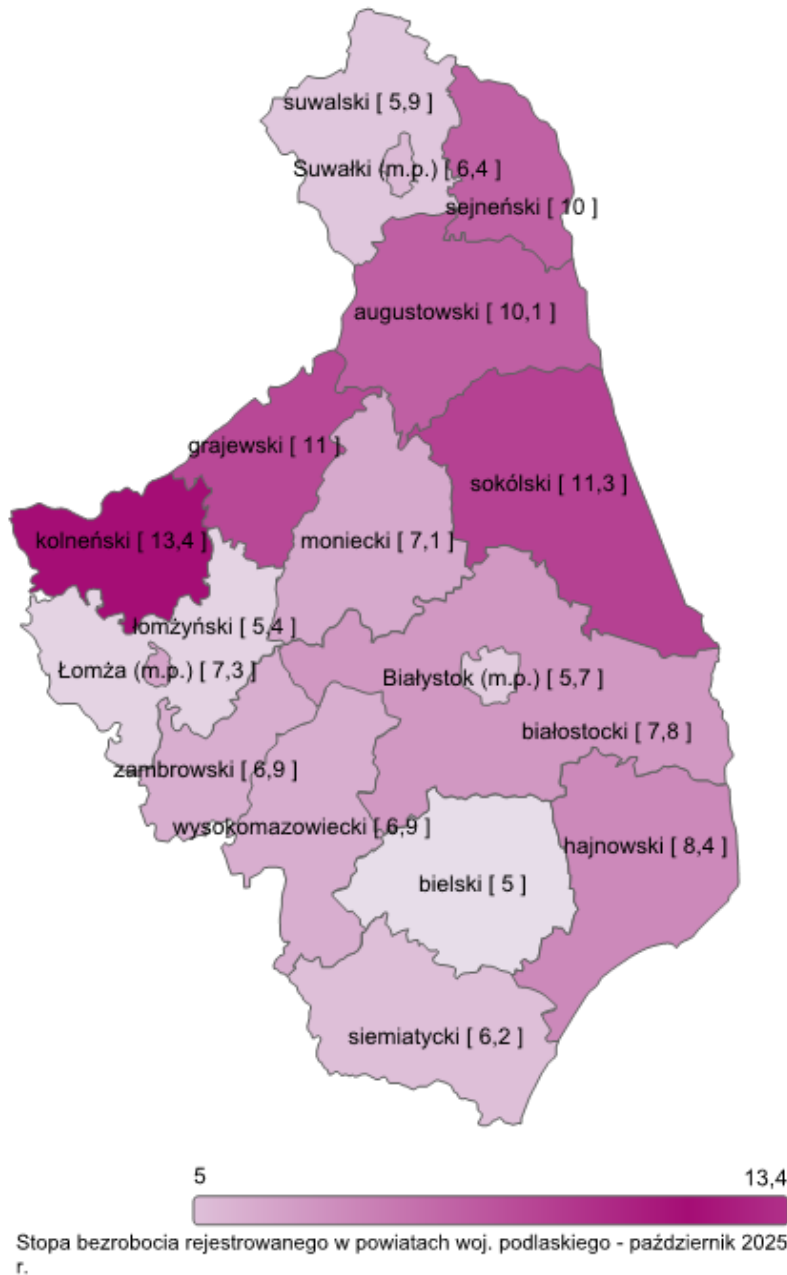 suwalski [ 5,9 ]
Suwałki (m.p.) [ 6,4 ]
sejneński [ 10 ]
augustowski [ 10,1 ]
grajewski [ 11 ]
sokólski [ 11,3 ]
kolneński [ 13,4 ]
moniecki [ 7,1 ]
łomżyński [ 5,4 ]
Łomża (m.p.) [ 7,3 ]
Białystok (m.p.) [ 5,7 ]
białostocki [ 7,8 ]
zambrowski [ 6,9 ]
wysokomazowiecki [ 6,9 ]
hajnowski [ 8,4 ]
bielski [ 5 ]
siemiatycki [ 6,2 ]
5 13,4
Stopa bezrobocia rejestrowanego w powiatach woj. podlaskiego - październik 2025
r.